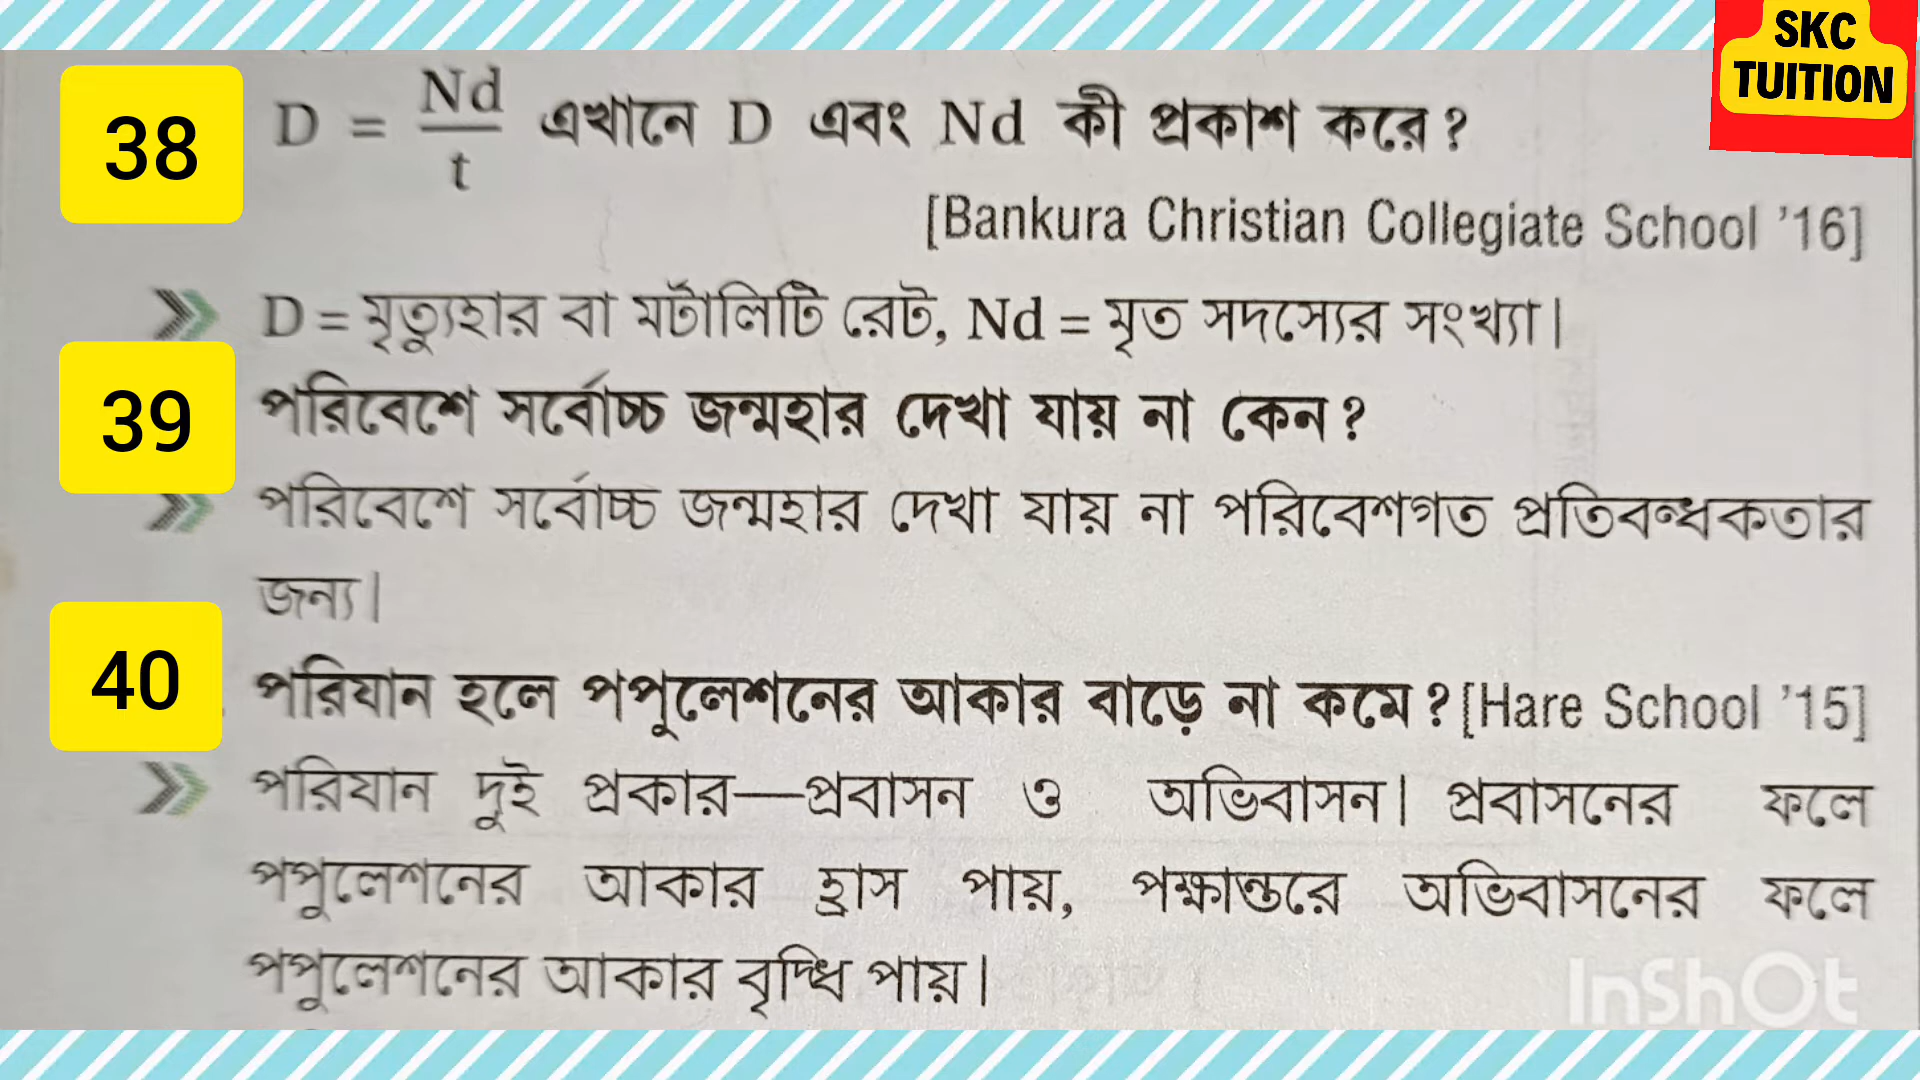 SKC
TUITION
38
D = Nd/t এখানে D এবং Nd কী প্রকাশ করে?
[Bankura Christian Collegiate School ’16]
D = মৃত্যুহার বা মর্টালিটি রেট, Nd = মৃত সদস্যের সংখ্যা।
39
পরিবেশে সর্বোচ্চ জন্মহার দেখা যায় না কেন?
পরিবেশে সর্বোচ্চ জন্মহার দেখা যায় না পরিবেশগত প্রতিবন্ধকতার
জন্য।
40
পরিযান হলে পপুলেশনের আকার বাড়ে না কমে? [Hare School ’15]
পরিযান দুই প্রকার—প্রবাসন ও অভিবাসন। প্রবাসনের ফলে
পপুলেশনের আকার হ্রাস পায়, পক্ষান্তরে অভিবাসনের ফলে
পপুলেশনের আকার বৃদ্ধি পায়।
InShOt